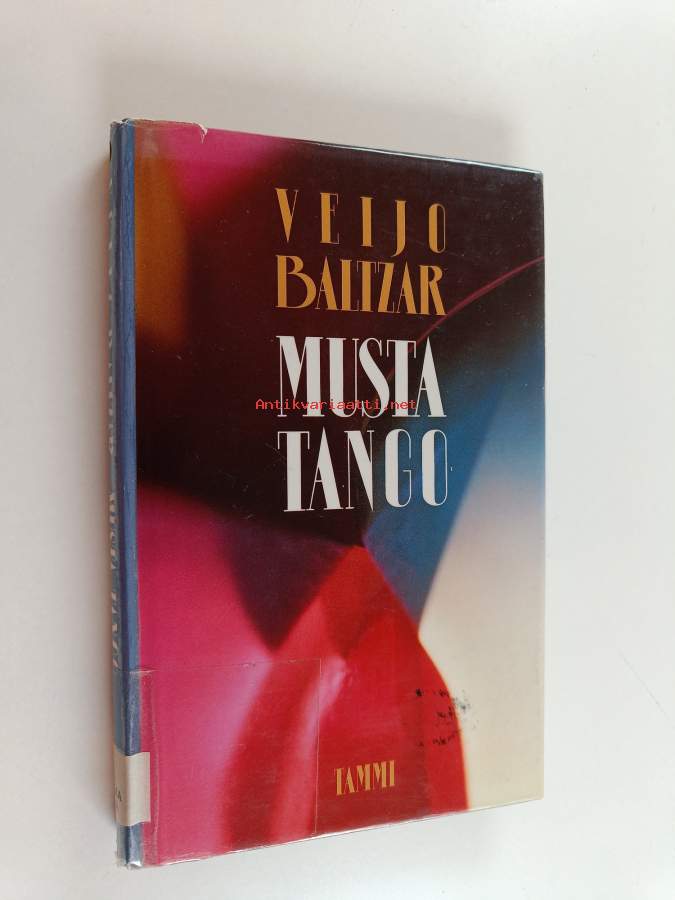 VEIJO
BALTZAR
MUSTA
Antikvariaatti.net
TANGO
TAMMI